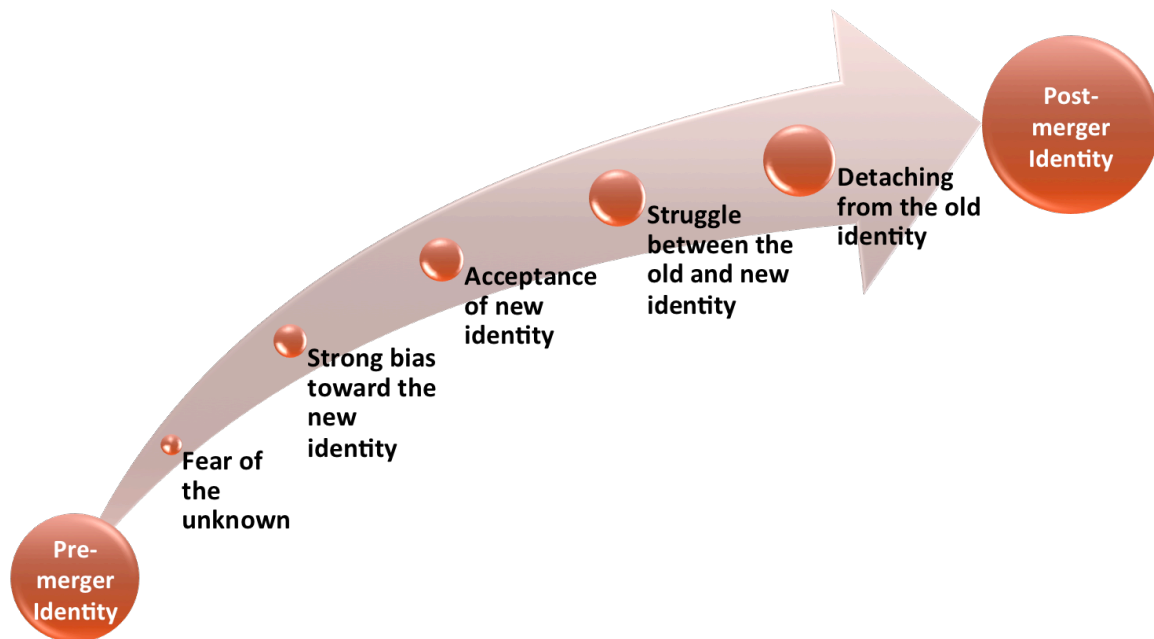 Pre-
merger
Identity
Fear of
the
unknown
Strong bias
toward the
new
identity
Acceptance
of new
identity
Struggle
between the
old and new
identity
Detaching
from the old
identity
Post-
merger
Identity